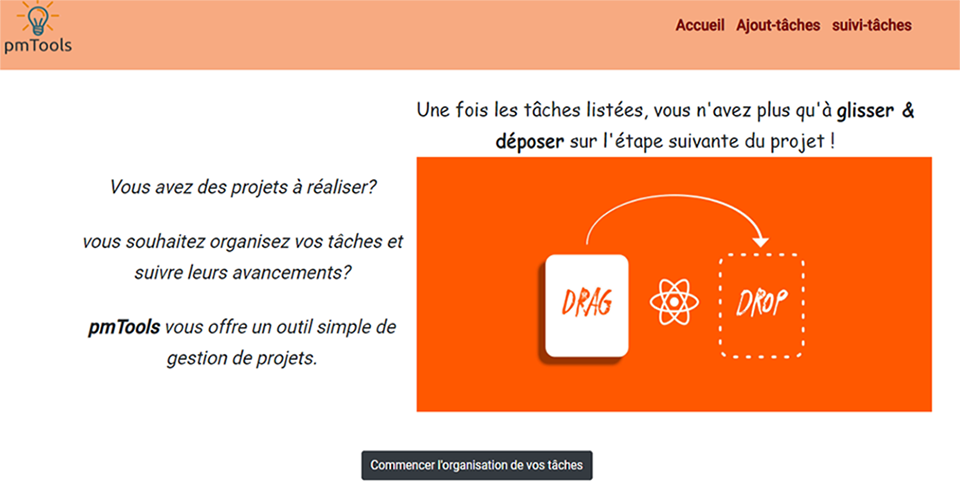 pmTools
Accueil Ajout-tâches suivi-tâches
Vous avez des projets à réaliser?
vous souhaitez organisez vos tâches et
suivre leurs avancements?
pmTools vous offre un outil simple de
gestion de projets.
Une fois les tâches listées, vous n'avez plus qu'à glisser &
déposer sur l'étape suivante du projet !
DRAG
DROP
Commencer l'organisation de vos tâches